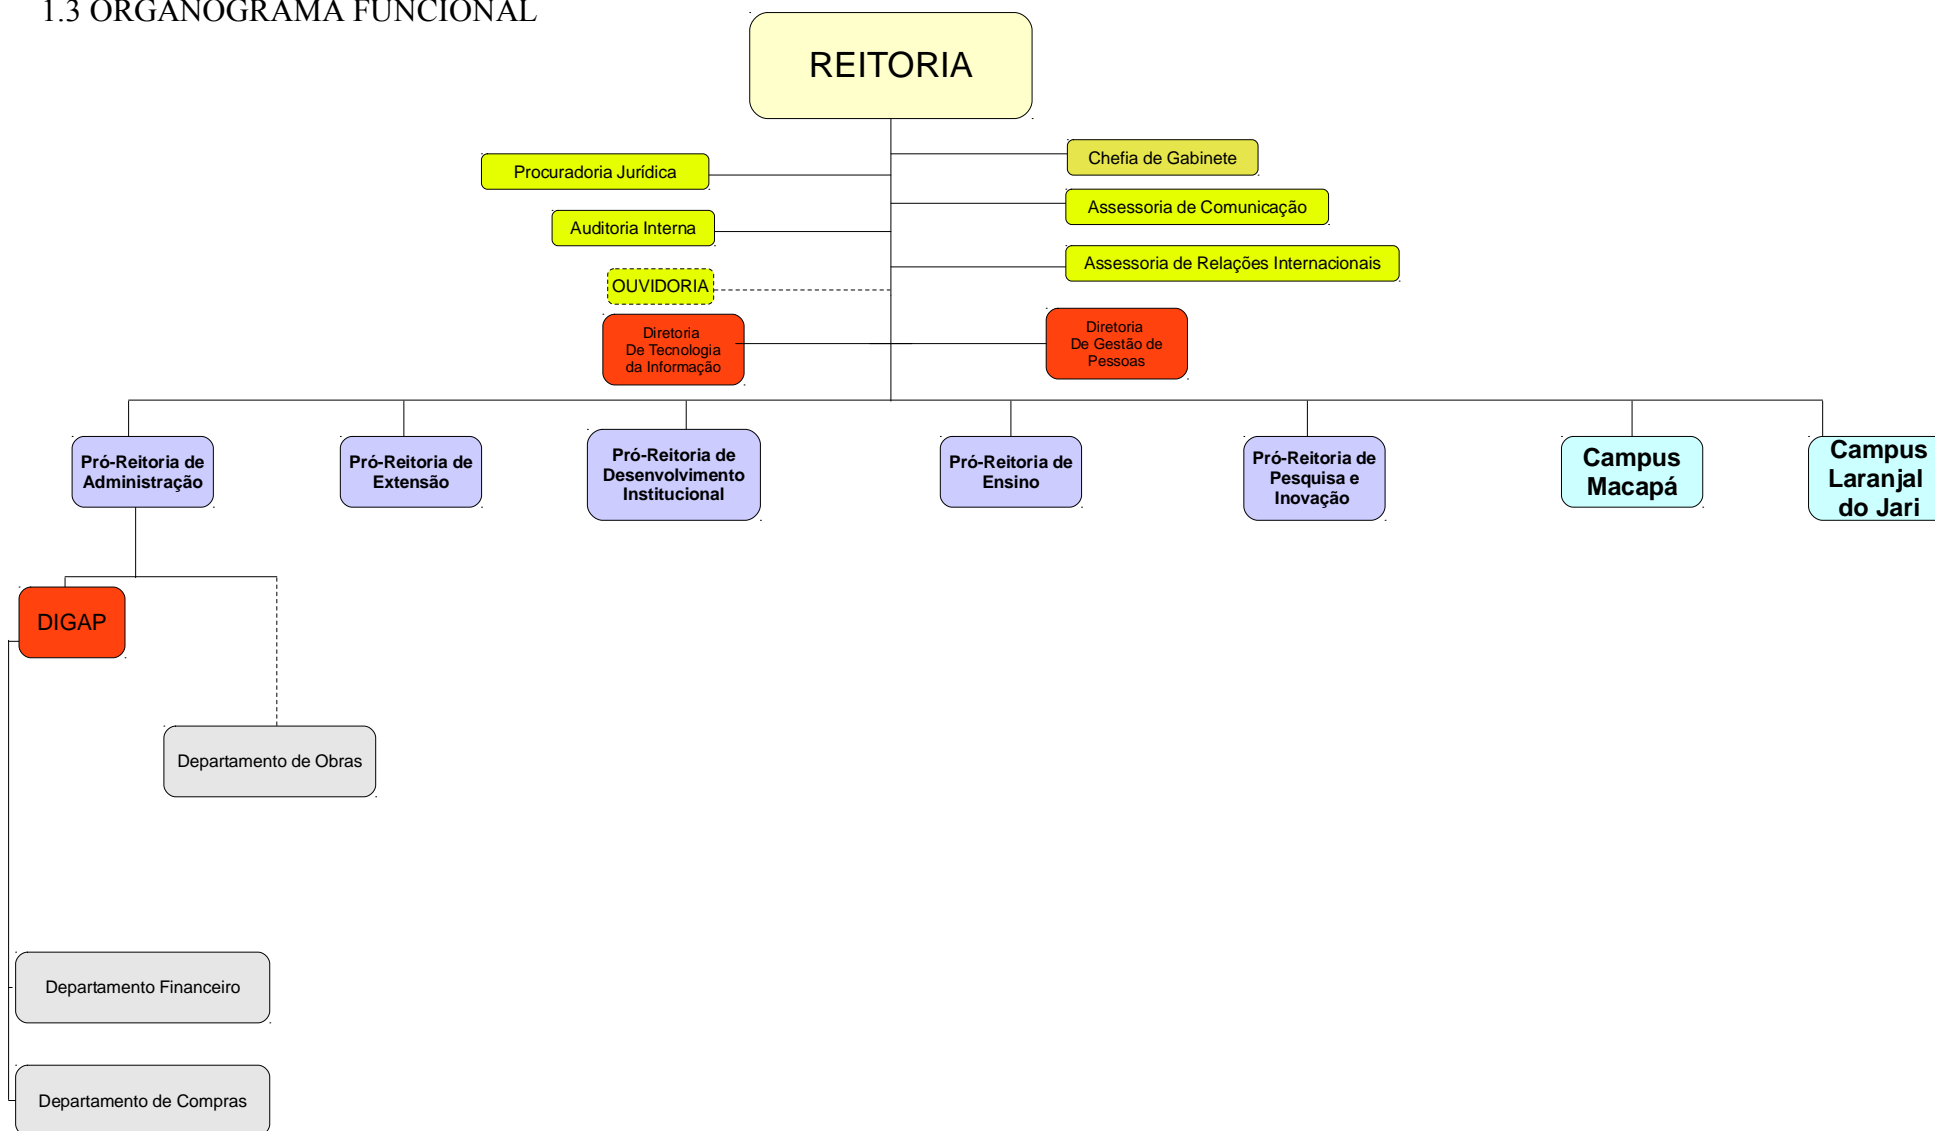 1.3 ORGANOGRAMA FUNCIONAL
REITORIA
Chefia de Gabinete
Procuradoria Jurídica
Assessoria de Comunicação
Auditoria Interna
Assessoria de Relações Internacionais
OUVIDORIA
Diretoria
De Tecnologia
da Informação
Diretoria
De Gestão de
Pessoas
Pró-Reitoria de
Administração
Pró-Reitoria de
Extensão
Pró-Reitoria de
Desenvolvimento
Institucional
Pró-Reitoria de
Ensino
Pró-Reitoria de
Pesquisa e
Inovação
Campus
Macapá
Campus
Laranjal
do Jari
DIGAP
Departamento de Obras
Departamento Financeiro
Departamento de Compras